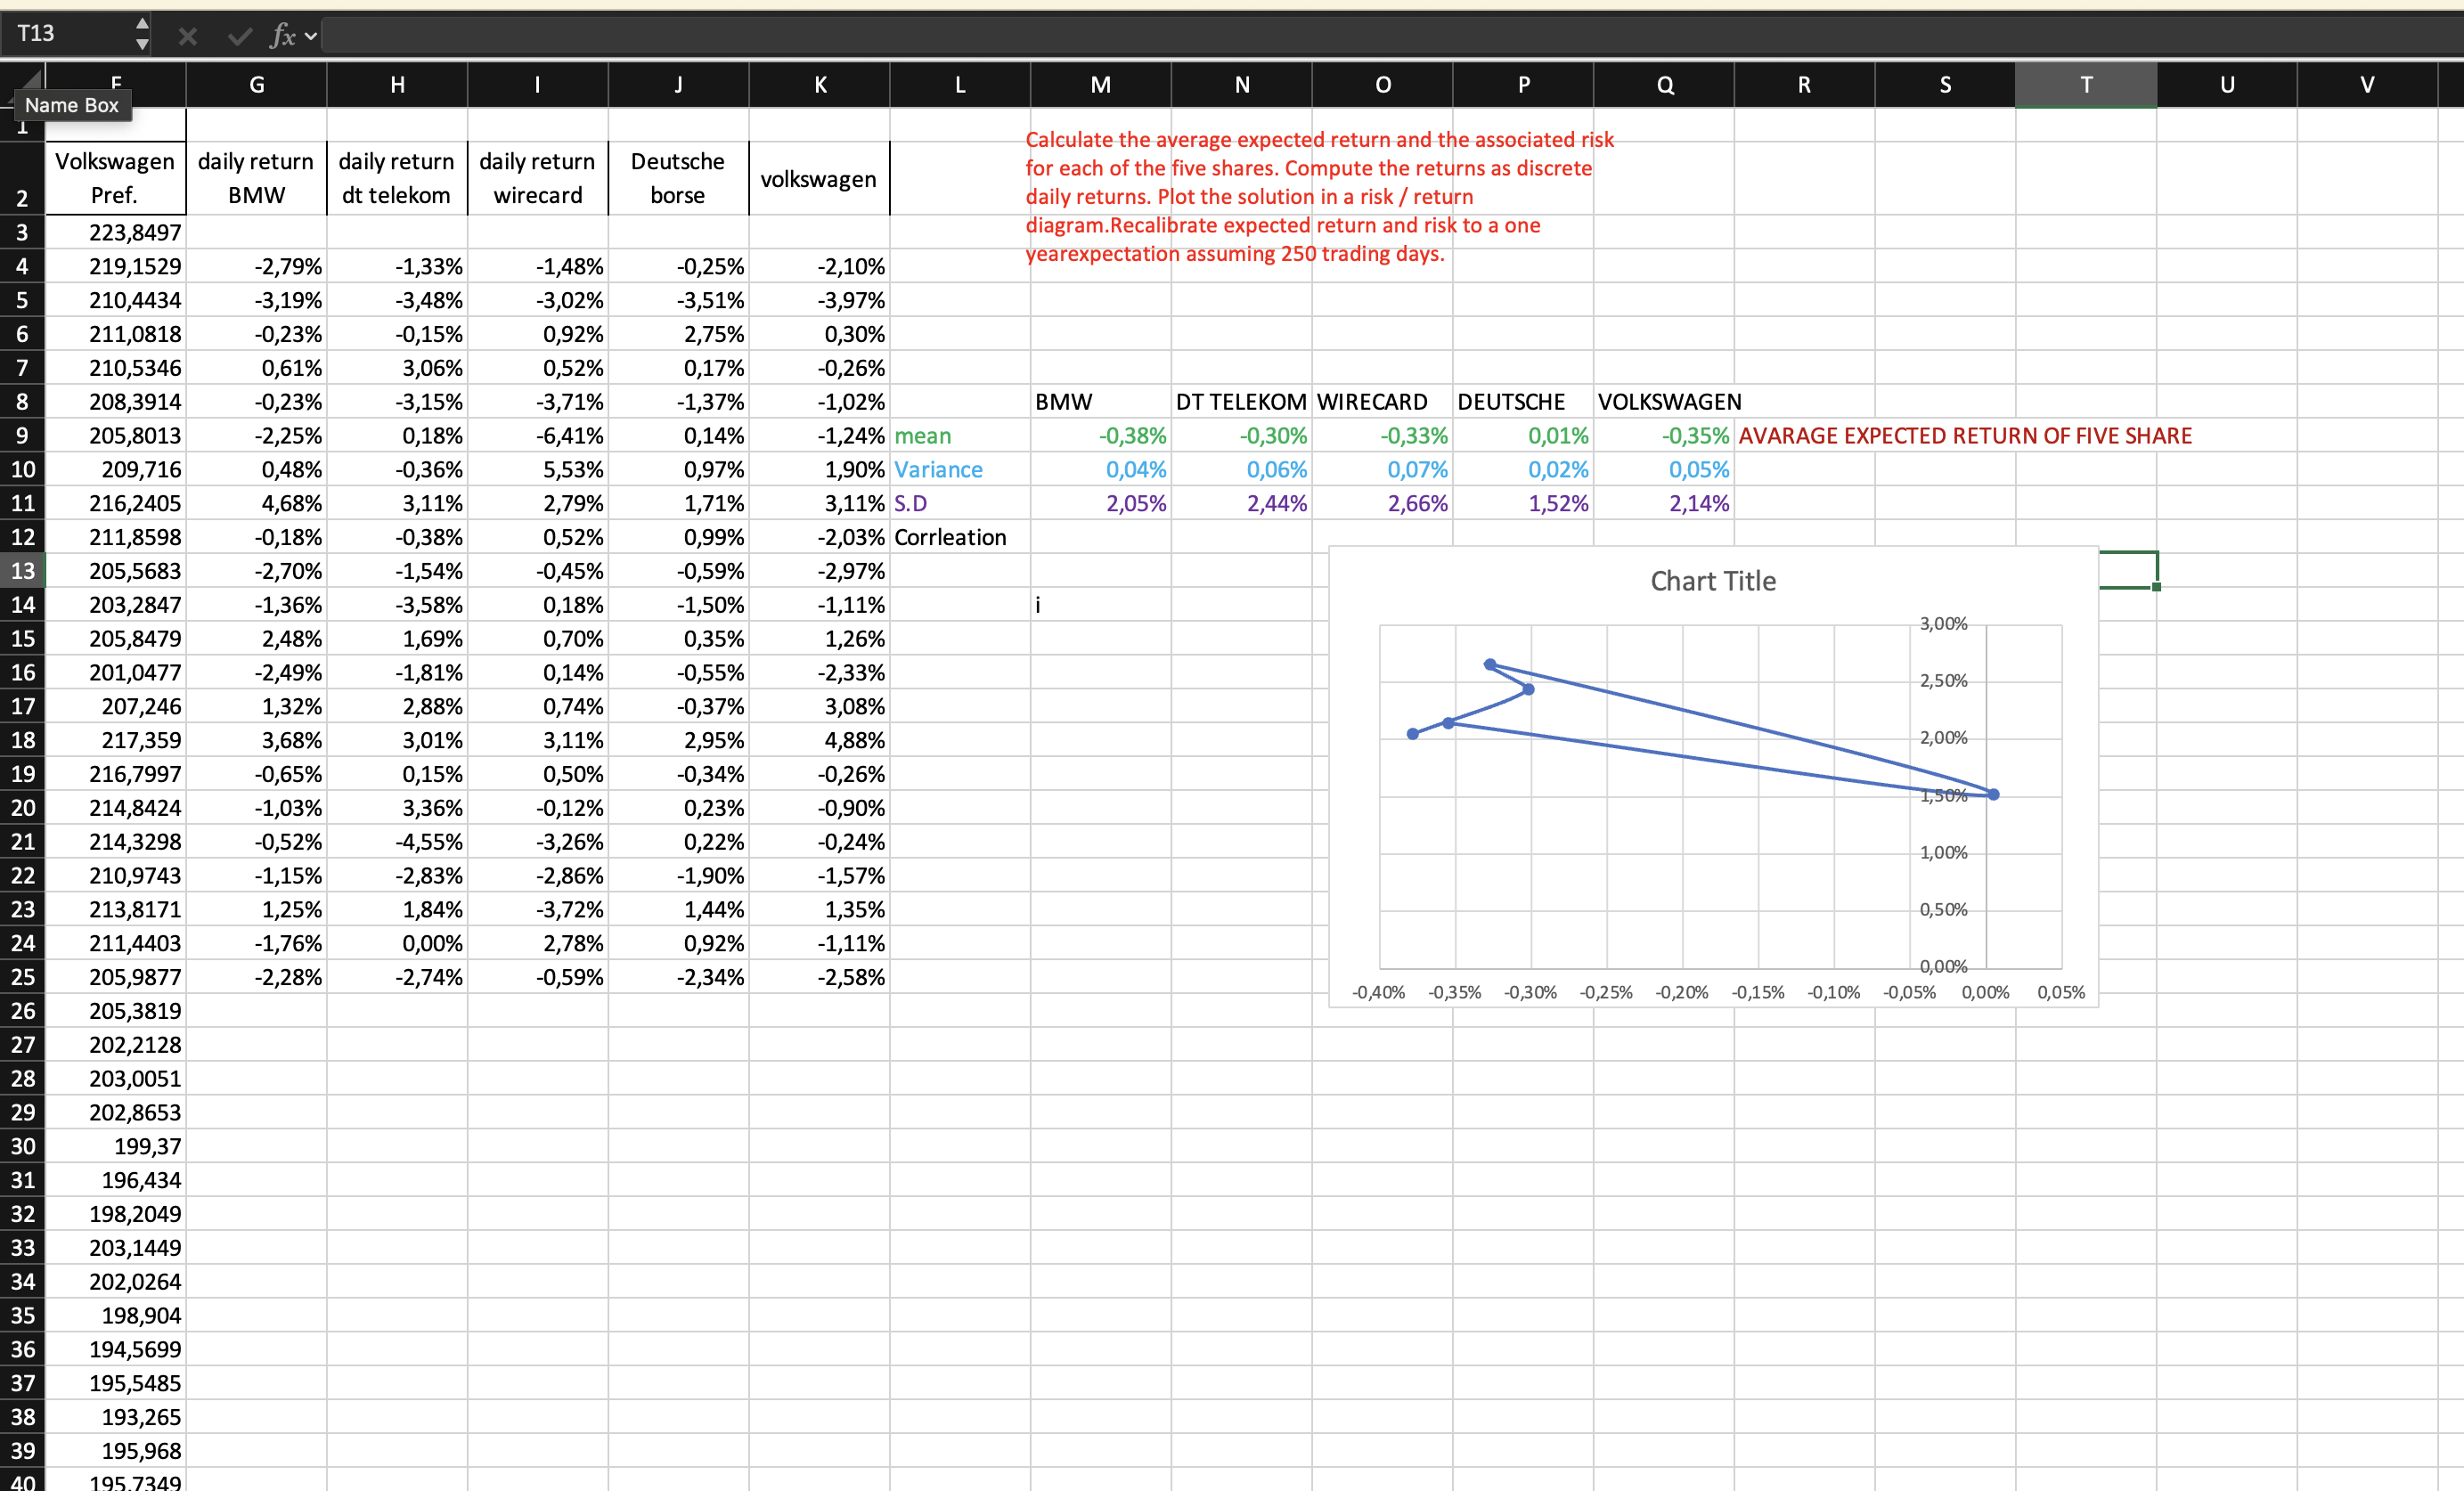 T13
fx
F G H I J K L M N O P Q R S T U V
Name Box
1
Calculate the average expected return and the associated risk
for each of the five shares. Compute the returns as discrete
daily returns. Plot the solution in a risk / return
diagram.Recalibrate expected return and risk to a one
yearexpectation assuming 250 trading days.
2 Volkswagen Pref. daily return BMW daily return dt telekom daily return wirecard Deutsche borse volkswagen
3 223,8497
4 219,1529 -2,79% -1,33% -1,48% -0,25% -2,10%
5 210,4434 -3,19% -3,48% -3,02% -3,51% -3,97%
6 211,0818 -0,23% -0,15% 0,92% 2,75% 0,30%
7 210,5346 0,61% 3,06% 0,52% 0,17% -0,26%
8 208,3914 -0,23% -3,15% -3,71% -1,37% -1,02% BMW DT TELEKOM WIRECARD DEUTSCHE VOLKSWAGEN
9 205,8013 -2,25% 0,18% -6,41% 0,14% -1,24% mean -0,38% -0,30% -0,33% 0,01% -0,35% AVARAGE EXPECTED RETURN OF FIVE SHARE
10 209,716 0,48% -0,36% 5,53% 0,97% 1,90% Variance 0,04% 0,06% 0,07% 0,02% 0,05%
11 216,2405 4,68% 3,11% 2,79% 1,71% 3,11% S.D 2,05% 2,44% 2,66% 1,52% 2,14%
12 211,8598 -0,18% -0,38% 0,52% 0,99% -2,03% Corrleation
13 205,5683 -2,70% -1,54% -0,45% -0,59% -2,97%
14 203,2847 -1,36% -3,58% 0,18% -1,50% -1,11% i
15 205,8479 2,48% 1,69% 0,70% 0,35% 1,26%
16 201,0477 -2,49% -1,81% 0,14% -0,55% -2,33%
17 207,246 1,32% 2,88% 0,74% -0,37% 3,08%
18 217,359 3,68% 3,01% 3,11% 2,95% 4,88%
19 216,7997 -0,65% 0,15% 0,50% -0,34% -0,26%
20 214,8424 -1,03% 3,36% -0,12% 0,23% -0,90%
21 214,3298 -0,52% -4,55% -3,26% 0,22% -0,24%
22 210,9743 -1,15% -2,83% -2,86% -1,90% -1,57%
23 213,8171 1,25% 1,84% -3,72% 1,44% 1,35%
24 211,4403 -1,76% 0,00% 2,78% 0,92% -1,11%
25 205,9877 -2,28% -2,74% -0,59% -2,34% -2,58%
26 205,3819
27 202,2128
28 203,0051
29 202,8653
30 199,37
31 196,434
32 198,2049
33 203,1449
34 202,0264
35 198,904
36 194,5699
37 195,5485
38 193,265
39 195,968
40 195,7349
Chart Title
3,00%
2,50%
2,00%
1,50%
1,00%
0,50%
0,00%
-0,40% -0,35% -0,30% -0,25% -0,20% -0,15% -0,10% -0,05% 0,00% 0,05%